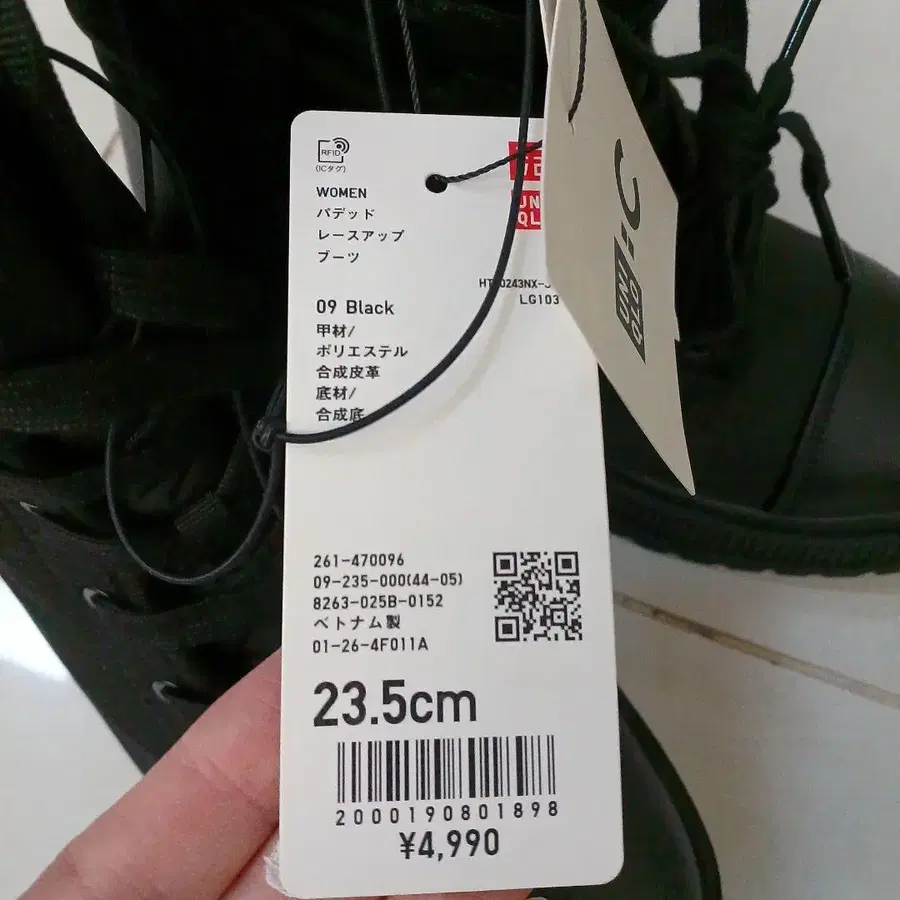 RFID
(ICタグ)
WOMEN
パデッド
レースアップ
ブーツ
LG103
09 Black
甲材/
ポリエステル
合成皮革
底材/
合成底
261-470096
09-235-000(44-05)
8263-025B-0152
ベトナム製
01-26-4F011A
23.5cm
2000190801898
¥4,990